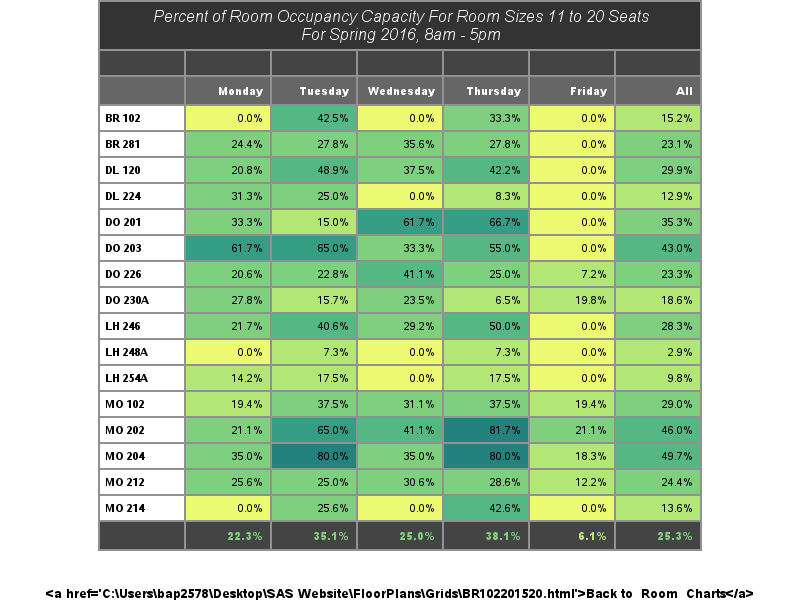 Percent of Room Occupancy Capacity For Room Sizes 11 to 20 Seats
For Spring 2016, 8am - 5pm
Monday Tuesday Wednesday Thursday Friday All
BR 102 0.0% 42.5% 0.0% 33.3% 0.0% 15.2%
BR 281 24.4% 27.8% 35.6% 27.8% 0.0% 23.1%
DL 120 20.8% 48.9% 37.5% 42.2% 0.0% 29.9%
DL 224 31.3% 25.0% 0.0% 8.3% 0.0% 12.9%
DO 201 33.3% 15.0% 61.7% 66.7% 0.0% 35.3%
DO 203 61.7% 65.0% 33.3% 55.0% 0.0% 43.0%
DO 226 20.6% 22.8% 41.1% 25.0% 7.2% 23.3%
DO 230A 27.8% 15.7% 23.5% 6.5% 19.8% 18.6%
LH 246 21.7% 40.6% 29.2% 50.0% 0.0% 28.3%
LH 248A 0.0% 7.3% 0.0% 7.3% 0.0% 2.9%
LH 254A 14.2% 17.5% 0.0% 17.5% 0.0% 9.8%
MO 102 19.4% 37.5% 31.1% 37.5% 19.4% 29.0%
MO 202 21.1% 65.0% 41.1% 81.7% 21.1% 46.0%
MO 204 35.0% 80.0% 35.0% 80.0% 18.3% 49.7%
MO 212 25.6% 25.0% 30.6% 28.6% 12.2% 24.4%
MO 214 0.0% 25.6% 0.0% 42.6% 0.0% 13.6%
22.3% 35.1% 25.0% 38.1% 6.1% 25.3%
<a href='C:\Users\bap2578\Desktop\SAS Website\FloorPlans\Grids\BR102201520.html'>Back to Room Charts</a>